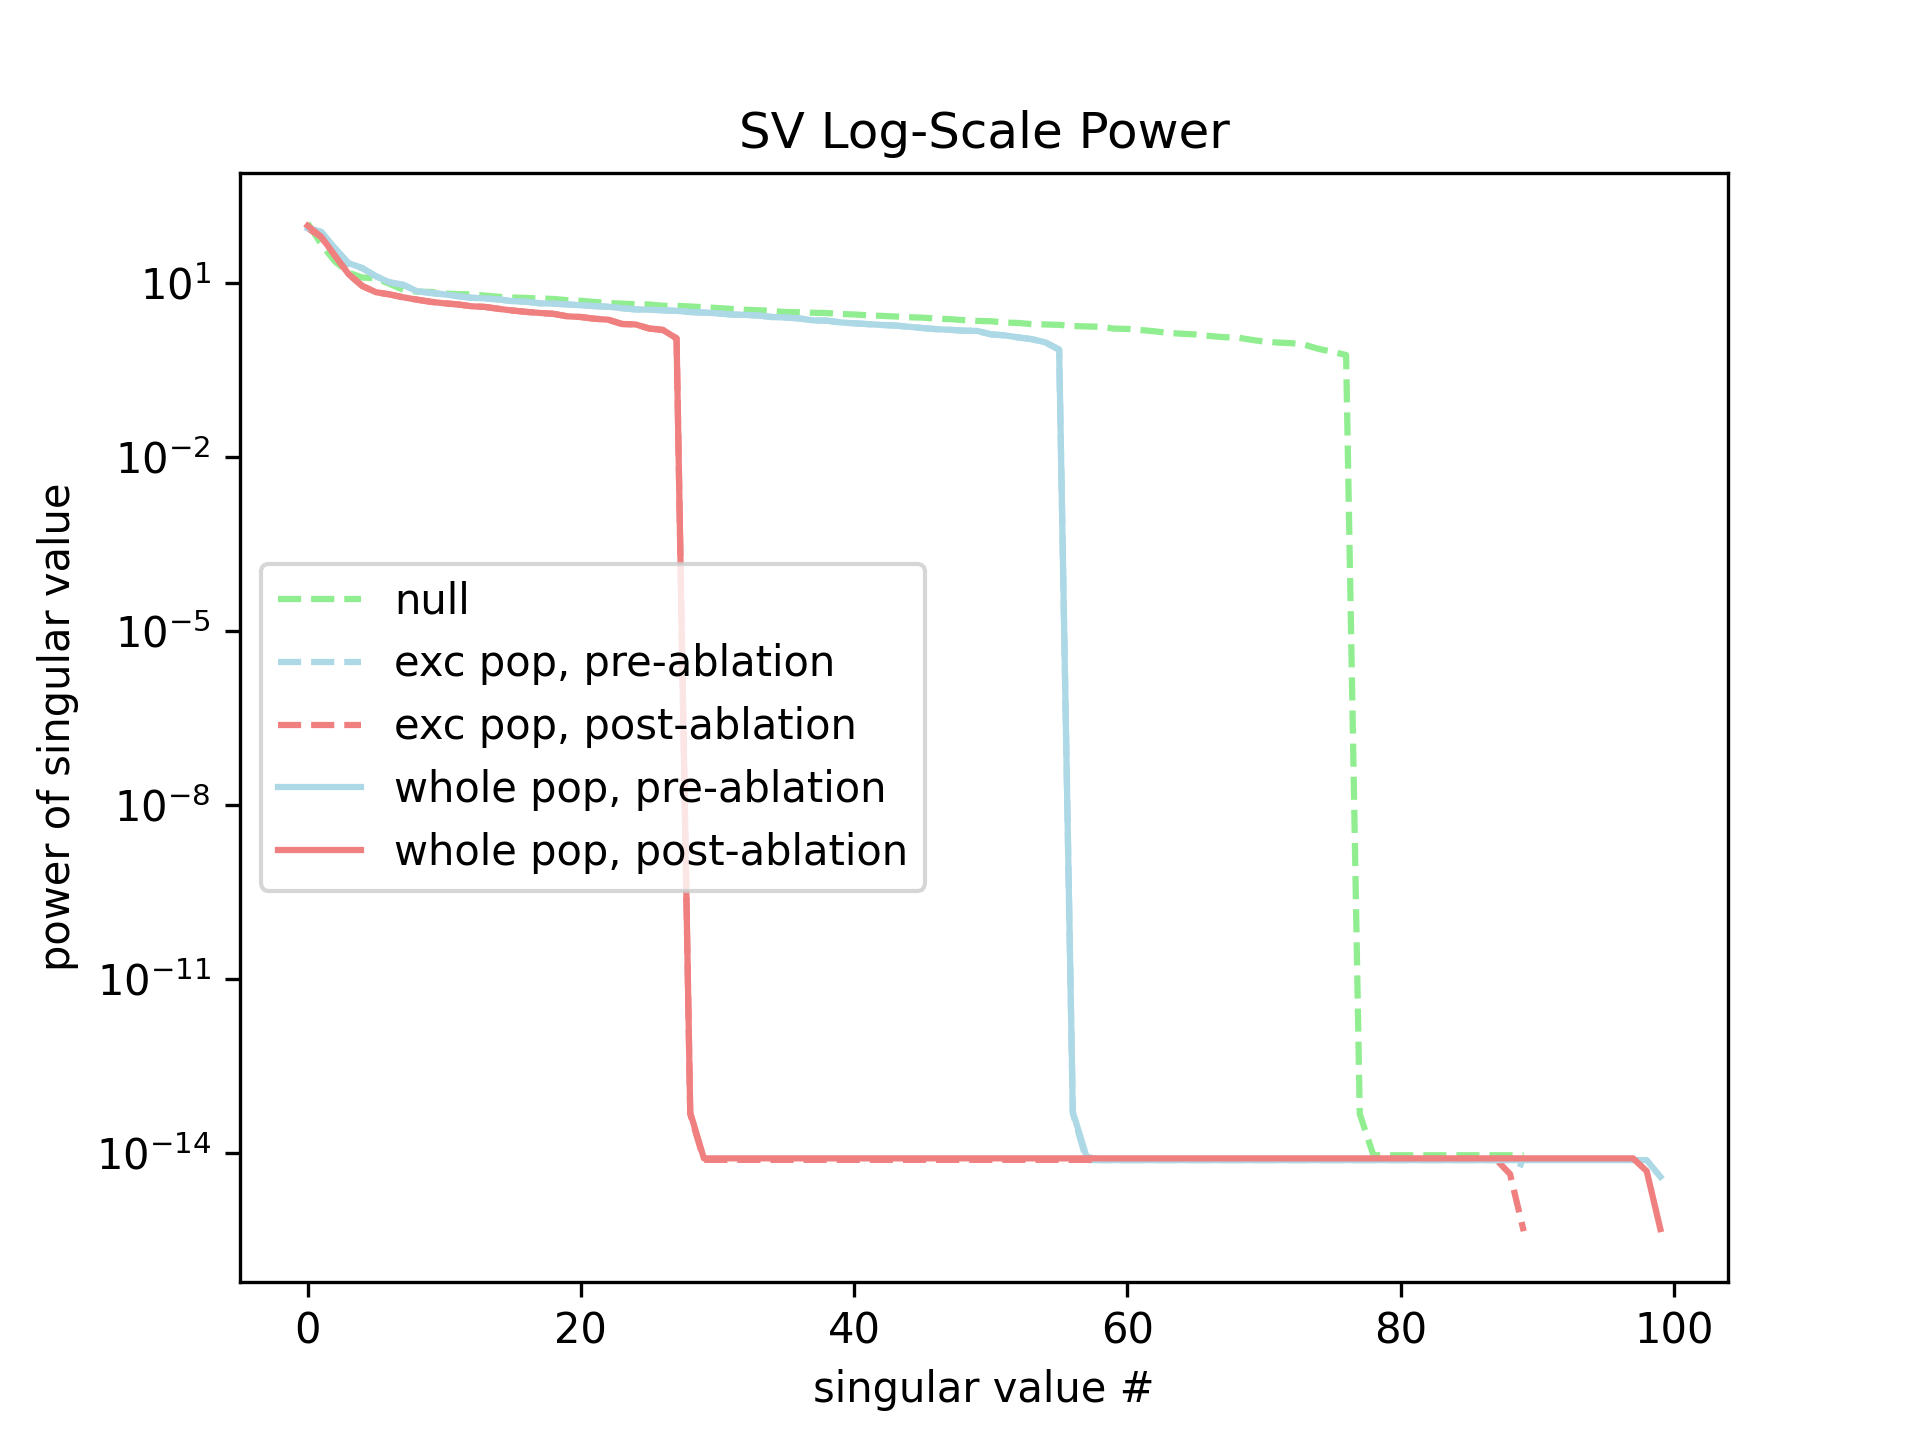 SV Log-Scale Power
power of singular value
10¹
10⁻²
10⁻⁵
10⁻⁸
10⁻¹¹
10⁻¹⁴
null
exc pop, pre-ablation
exc pop, post-ablation
whole pop, pre-ablation
whole pop, post-ablation
0 20 40 60 80 100
singular value #